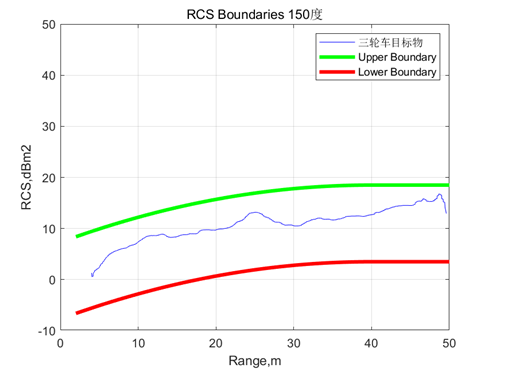 RCS Boundaries 150度
三轮车目标物
Upper Boundary
Lower Boundary
RCS,dBm2
50
40
30
20
10
0
-10
0
10
20
30
40
50
Range,m